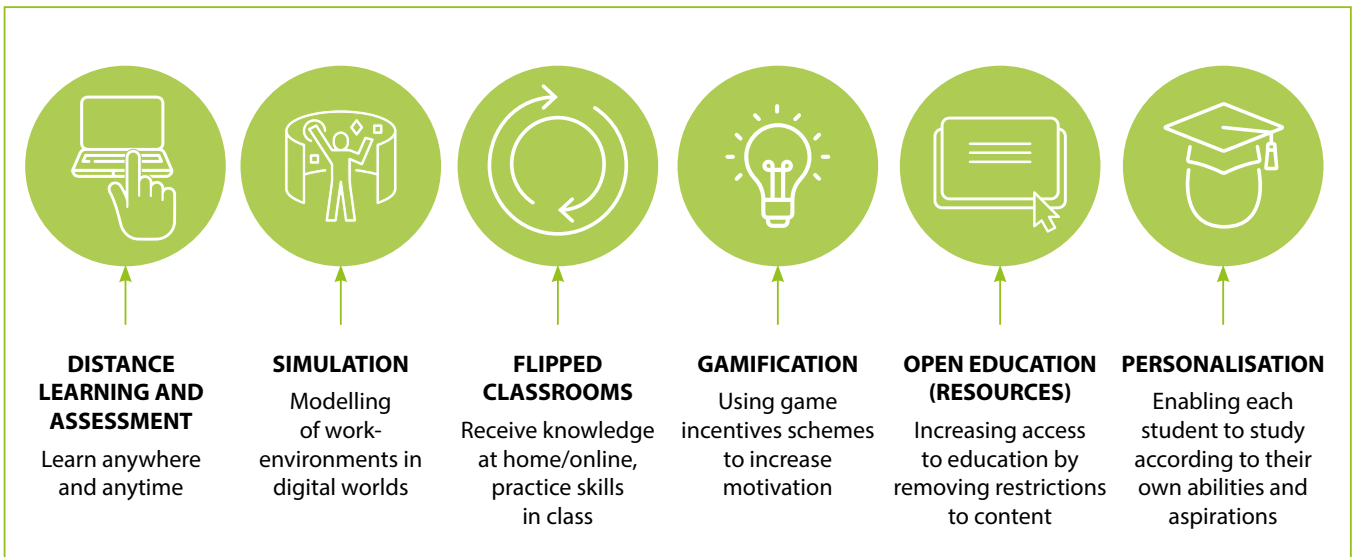 DISTANCE
LEARNING AND
ASSESSMENT
Learn anywhere
and anytime
SIMULATION
Modelling
of work-
environments in
digital worlds
FLIPPED
CLASSROOMS
Receive knowledge
at home/online,
practice skills
in class
GAMIFICATION
Using game
incentives schemes
to increase
motivation
OPEN EDUCATION
(RESOURCES)
Increasing access
to education by
removing restrictions
to content
PERSONALISATION
Enabling each
student to study
according to their
own abilities and
aspirations